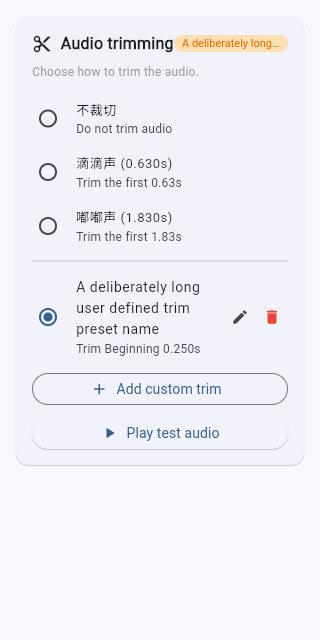 Audio trimming
A deliberately long…
Choose how to trim the audio.
不裁切
Do not trim audio
滴滴声 (0.630s)
Trim the first 0.63s
嘟嘟声 (1.830s)
Trim the first 1.83s
A deliberately long
user defined trim
preset name
Trim Beginning 0.250s
Add custom trim
Play test audio